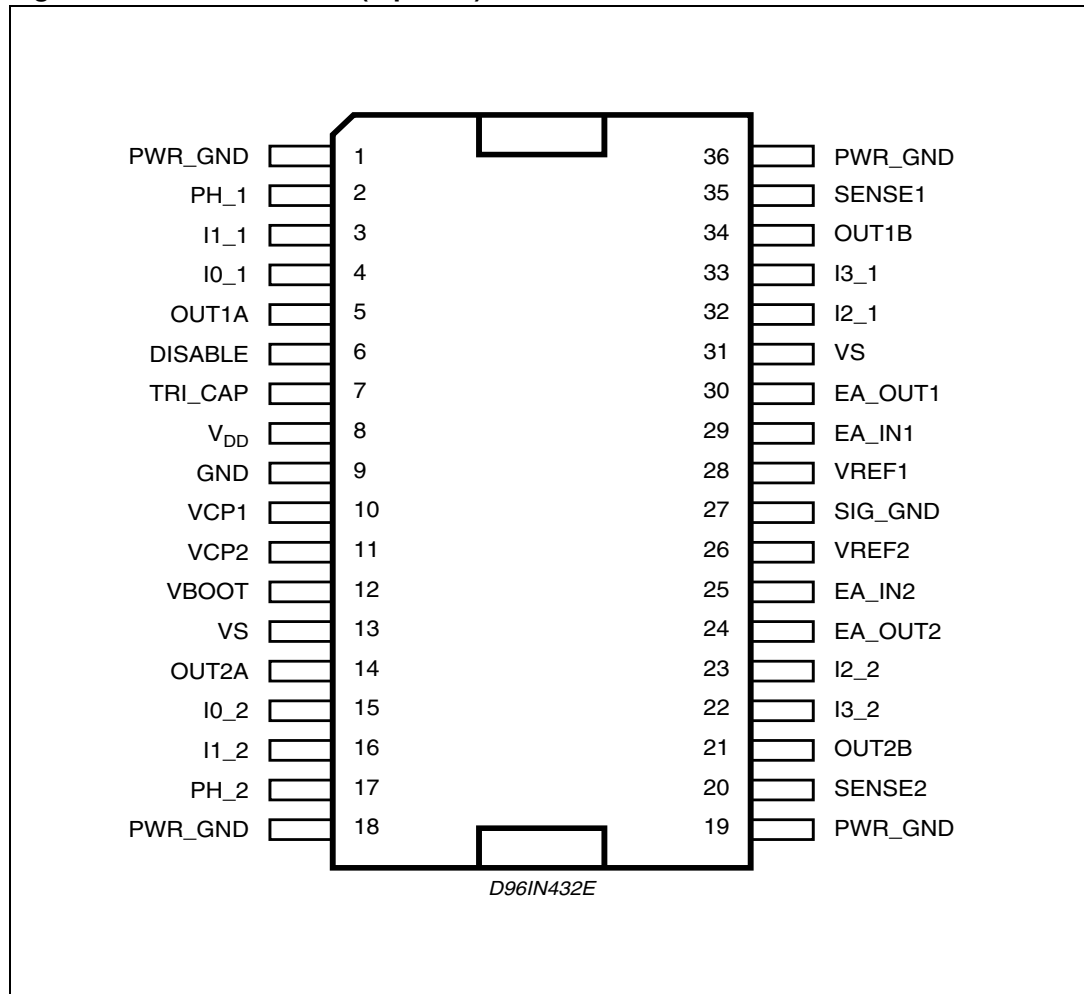 PWR_GND 1 36 PWR_GND
PH_1 2 35 SENSE1
I1_1 3 34 OUT1B
I0_1 4 33 I3_1
OUT1A 5 32 I2_1
DISABLE 6 31 VS
TRI_CAP 7 30 EA_OUT1
VDD 8 29 EA_IN1
GND 9 28 VREF1
VCP1 10 27 SIG_GND
VCP2 11 26 VREF2
VBOOT 12 25 EA_IN2
VS 13 24 EA_OUT2
OUT2A 14 23 I2_2
I0_2 15 22 I3_2
I1_2 16 21 OUT2B
PH_2 17 20 SENSE2
PWR_GND 18 19 PWR_GND
D96IN432E